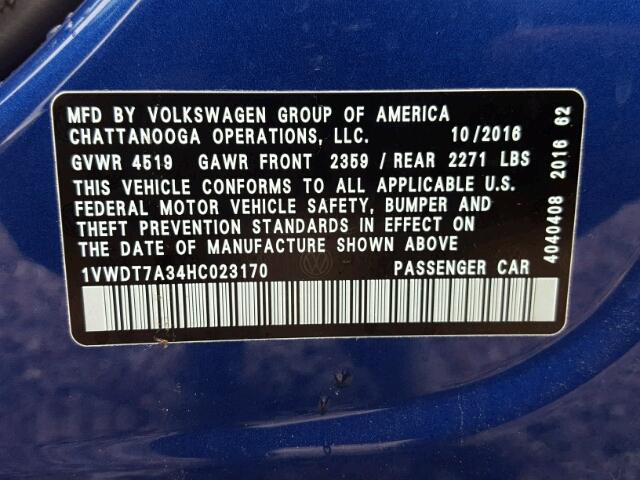 MFD BY VOLKSWAGEN GROUP OF AMERICA
CHATTANOOGA OPERATIONS, LLC. 10/2016
GVWR 4519 GAWR FRONT 2359 / REAR 2271 LBS
THIS VEHICLE CONFORMS TO ALL APPLICABLE U.S.
FEDERAL MOTOR VEHICLE SAFETY, BUMPER AND
THEFT PREVENTION STANDARDS IN EFFECT ON
THE DATE OF MANUFACTURE SHOWN ABOVE
1VWDT7A34HC023170 PASSENGER CAR
4040408 2016 62